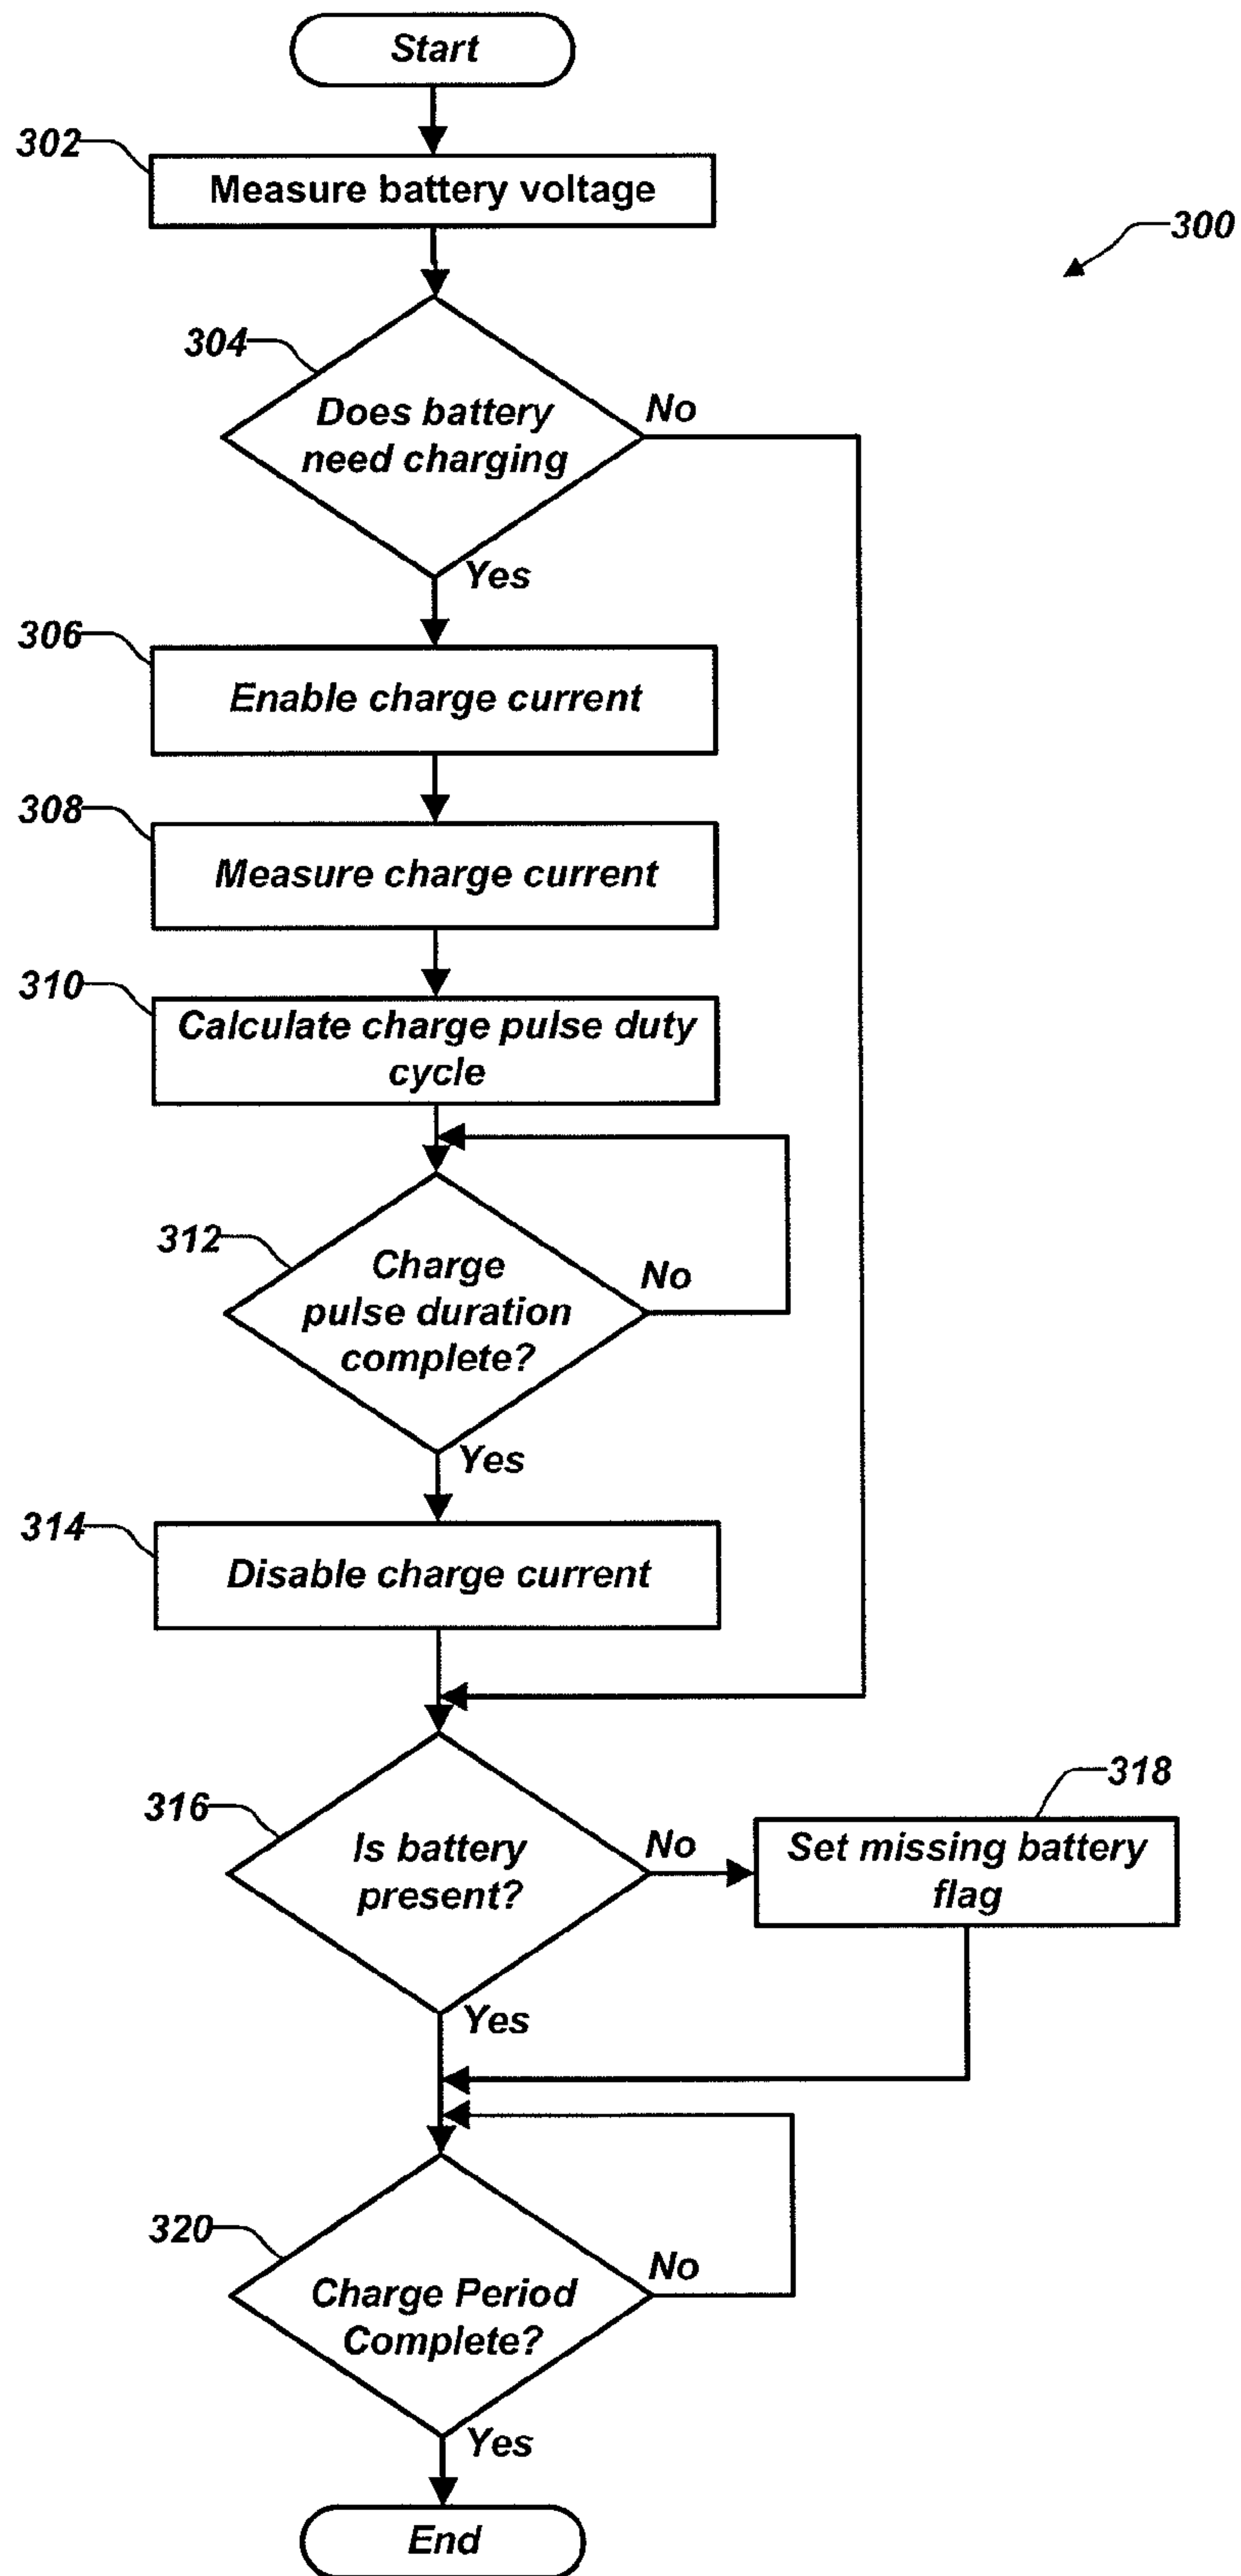 Start
302
Measure battery voltage
300
304
Does battery
need charging
No
Yes
306
Enable charge current
308
Measure charge current
310
Calculate charge pulse duty
cycle
312
Charge
pulse duration
complete?
No
Yes
314
Disable charge current
316
Is battery
present?
No
318
Set missing battery
flag
Yes
320
Charge Period
Complete?
No
Yes
End